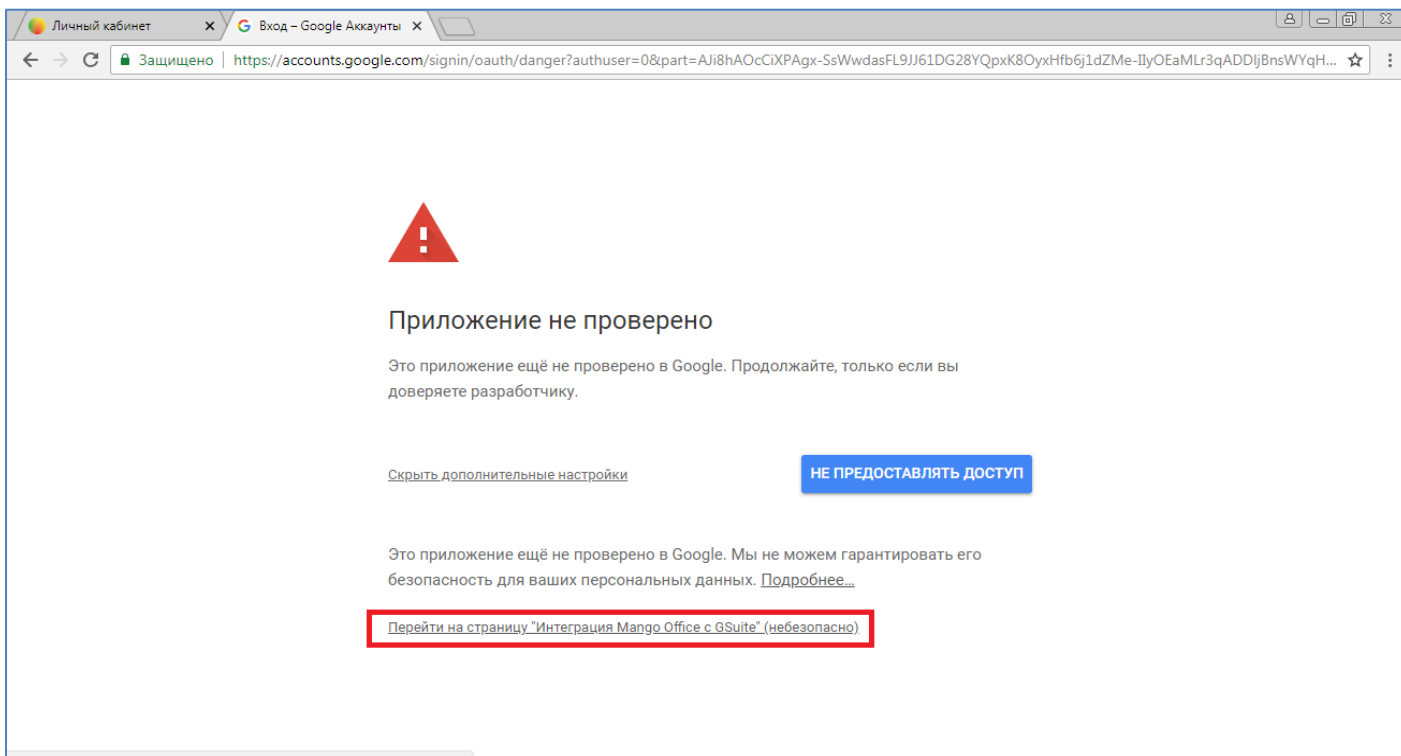 Личный кабинет
Вход – Google Аккаунты
Защищено | https://accounts.google.com/signin/oauth/danger?authuser=0&part=AJi8hAOcCiXPAgx-SsWwdasFL9JJ61DG28YQpxK8OyxHfb6j1dZMe-IIyOEaMLr3qADDljBnsWYqH...
Приложение не проверено
Это приложение ещё не проверено в Google. Продолжайте, только если вы
доверяете разработчику.
Скрыть дополнительные настройки
НЕ ПРЕДОСТАВЛЯТЬ ДОСТУП
Это приложение ещё не проверено в Google. Мы не можем гарантировать его
безопасность для ваших персональных данных. Подробнее...
Перейти на страницу "Интеграция Mango Office с GSuite" (небезопасно)